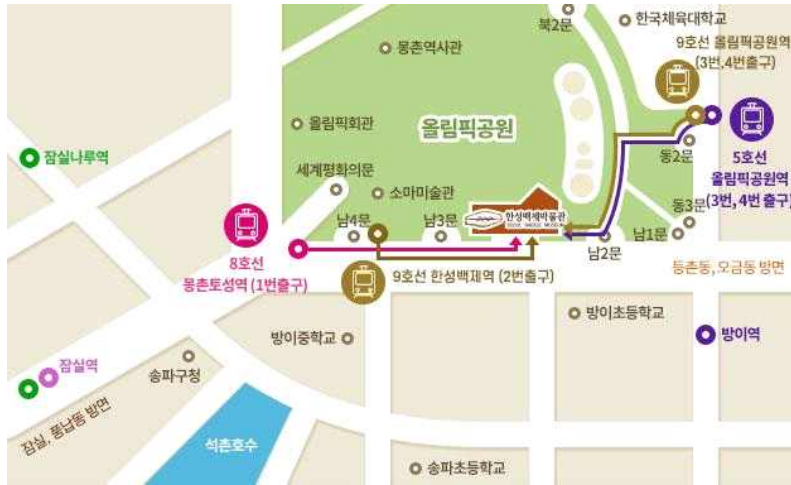 북2문
한국체육대학교
9호선 올림픽공원역
(3번,4번출구)
몽촌역사관
올림픽회관
올림픽공원
잠실나루역
동2문
5호선
올림픽공원역
(3번, 4번 출구)
세계평화의문
소마미술관
동3문
한성백제박물관
SEOUL BAEKJE MUSEUM
남4문
남3문
남1문
남2문
8호선
몽촌토성역 (1번출구)
9호선 한성백제역 (2번출구)
등촌동, 오금동 방면
방이초등학교
방이중학교
방이역
잠실역
송파구청
잠실, 풍납동 방면
석촌호수
송파초등학교